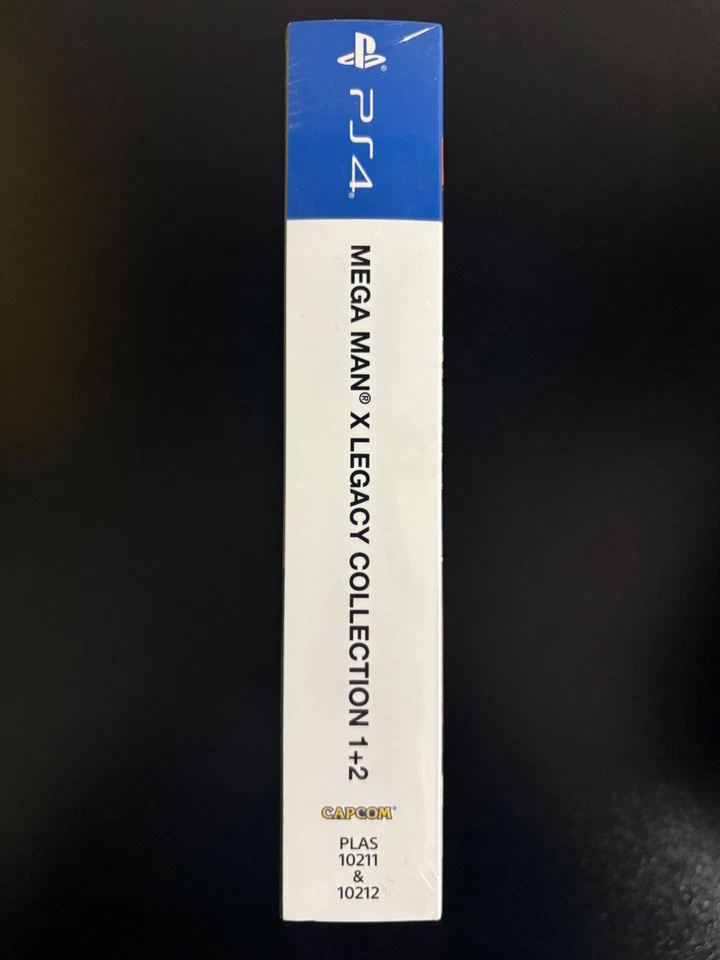 PS4®
MEGA MAN® X LEGACY COLLECTION 1+2
CAPCOM®
PLAS
10211
&
10212